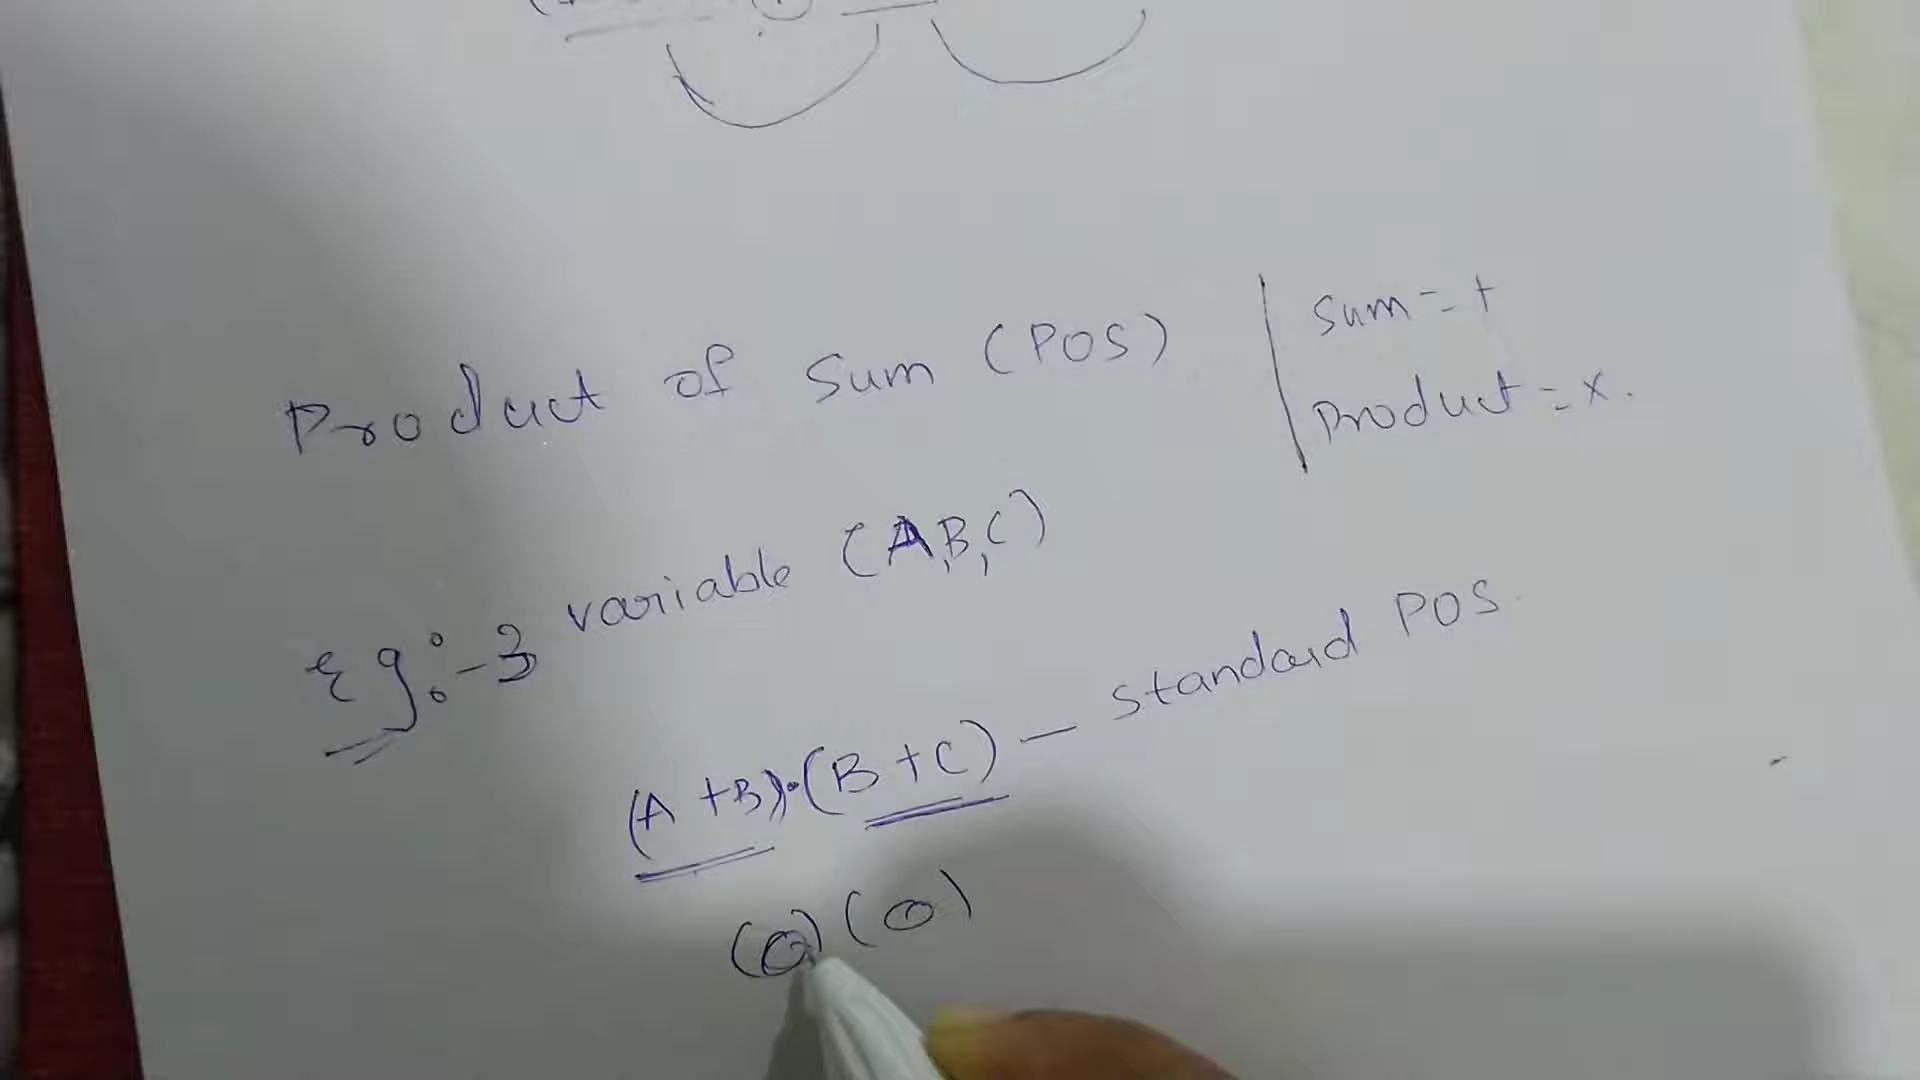 Product of Sum (POS)
Sum = +
Product = x.
Eg:- 3 variable (A,B,C)
(A+B)·(B+C) — Standard POS.
(0) (0)